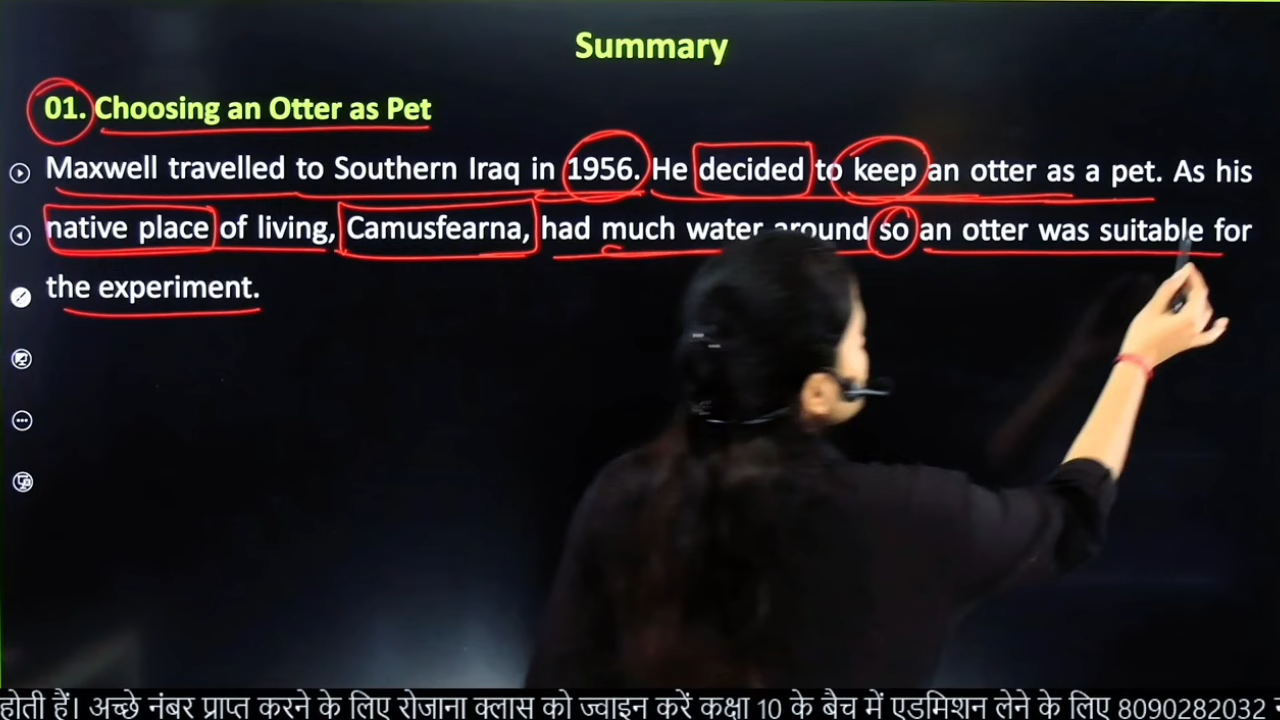 Summary
01. Choosing an Otter as Pet
Maxwell travelled to Southern Iraq in 1956. He decided to keep an otter as a pet. As his
native place of living, Camusfearna, had much water around so an otter was suitable for
the experiment.
होती हैं। अच्छे नंबर प्राप्त करने के लिए रोजाना क्लास को ज्वाइन करें कक्षा 10 के बैच में एडमिशन लेने के लिए 8090282032